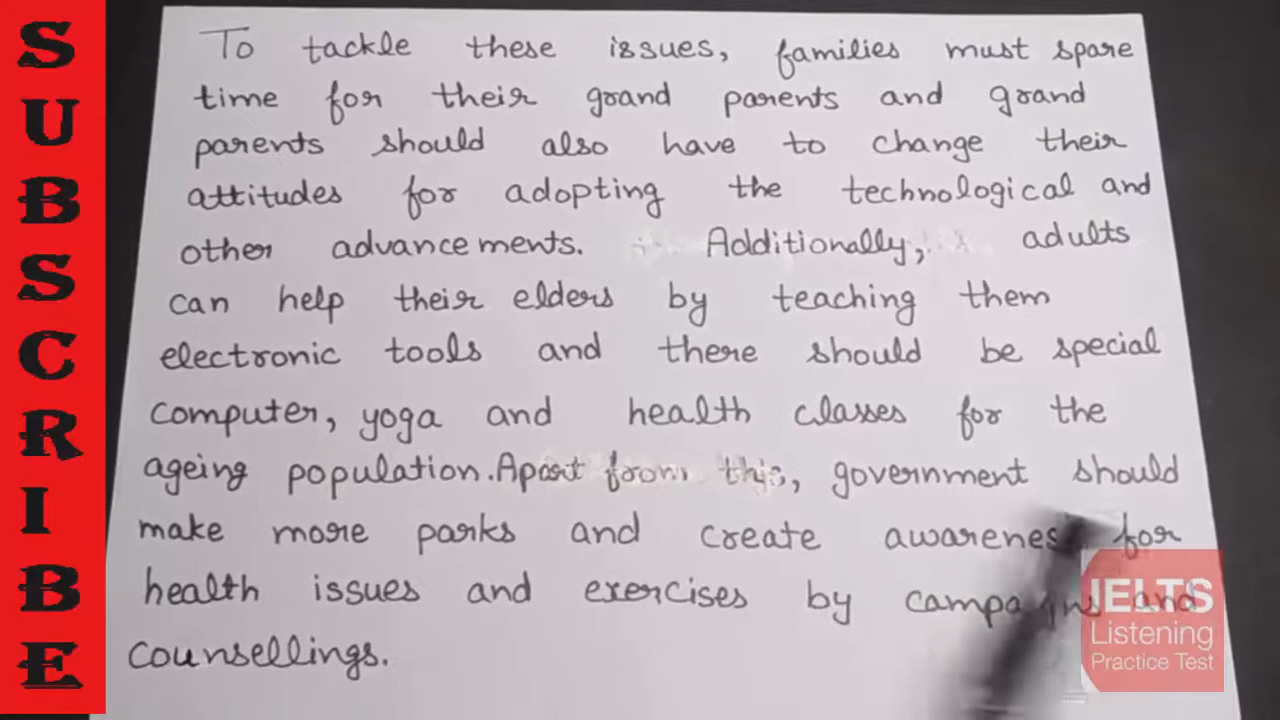 SUBSCRIBE
To tackle these issues, families must spare
time for their grand parents and grand
parents should also have to change their
attitudes for adopting the technological and
other advancements. Additionally, adults
can help their elders by teaching them
electronic tools and there should be special
computer, yoga and health classes for the
ageing population. Apart from this, government should
make more parks and create awareness for
health issues and exercises by campaigns and
counsellings.
IELTS
Listening
Practice Test